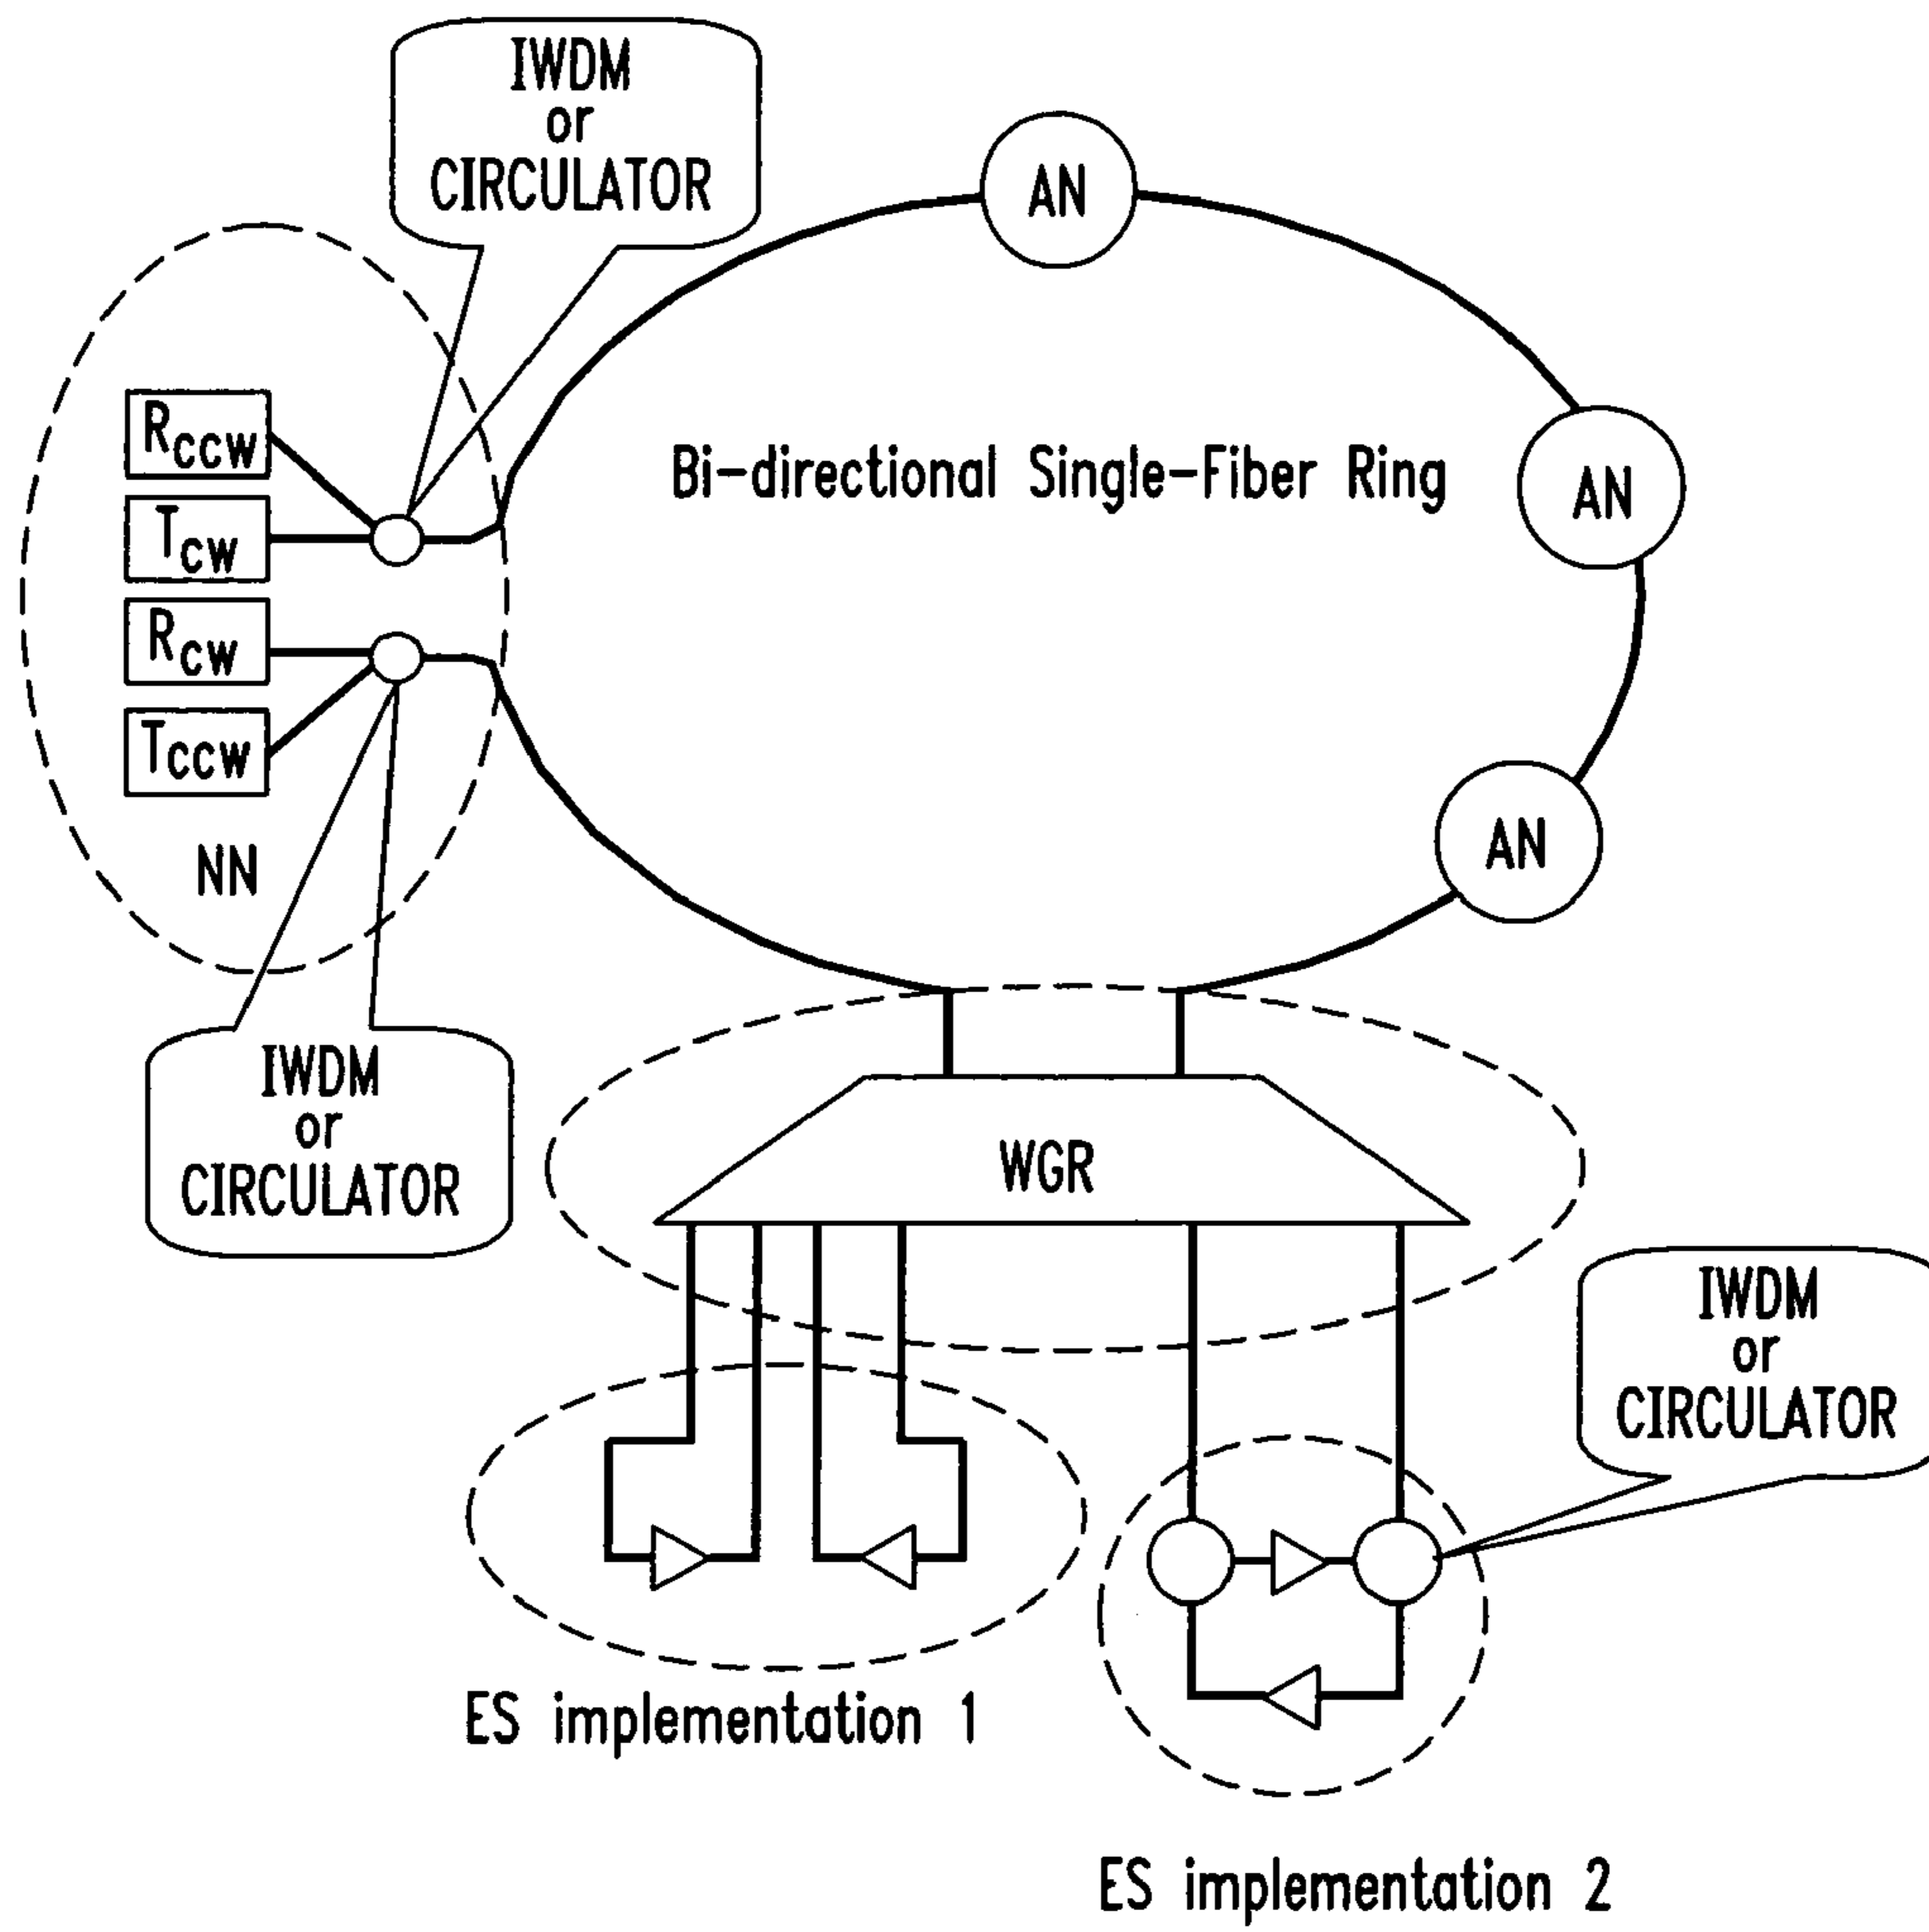 IWDM
or
CIRCULATOR
AN
AN
AN
Bi-directional Single-Fiber Ring
RCCW
TCW
RCW
TCCW
NN
IWDM
or
CIRCULATOR
WGR
IWDM
or
CIRCULATOR
ES implementation 1
ES implementation 2